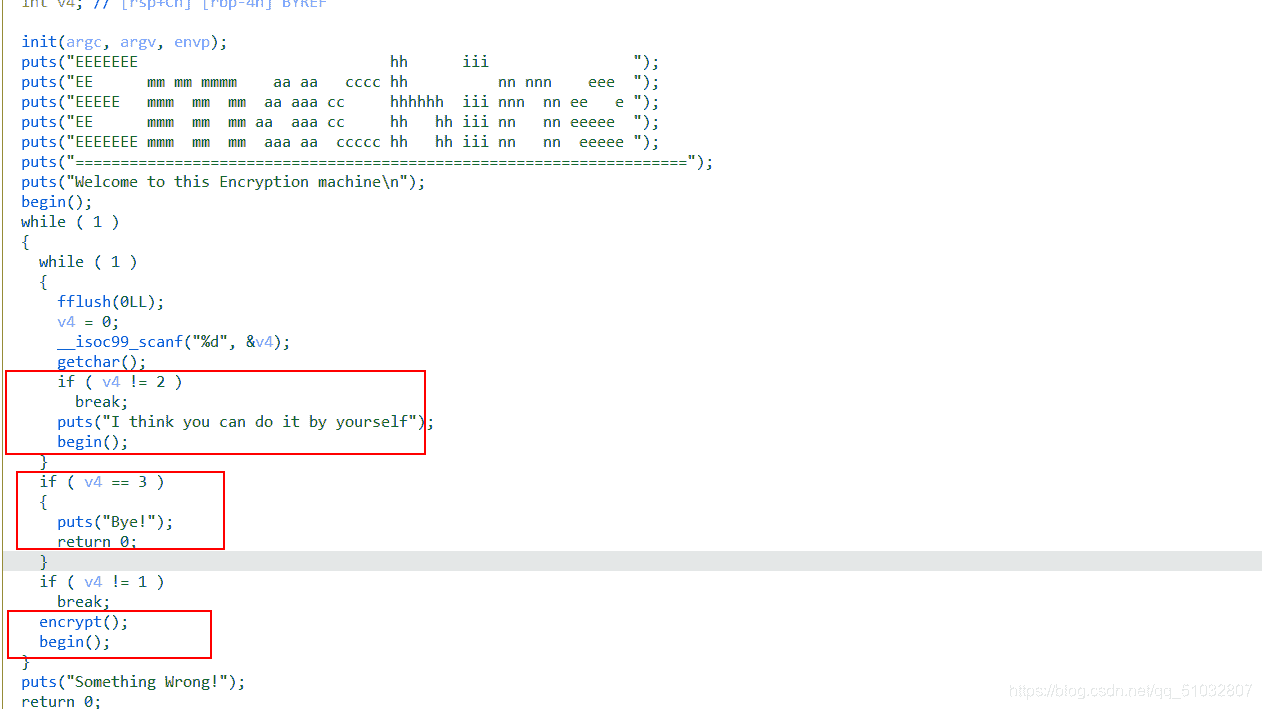 int v4; // [rsp+Ch] [rbp-4h] BYREF
init(argc, argv, envp);
puts("EEEEEEE                            hh      iii                ");
puts("EE      mm mm mmmm    aa aa   cccc hh          nn nnn    eee  ");
puts("EEEEE   mmm  mm  mm  aa aaa cc     hhhhhh  iii nnn  nn ee   e ");
puts("EE      mmm  mm  mm aa  aaa cc     hh   hh iii nn   nn eeeee  ");
puts("EEEEEEE mmm  mm  mm  aaa aa  ccccc hh   hh iii nn   nn  eeeee ");
puts("====================================================================");
puts("Welcome to this Encryption machine\n");
begin();
while ( 1 )
{
while ( 1 )
{
fflush(0LL);
v4 = 0;
__isoc99_scanf("%d", &v4);
getchar();
if ( v4 != 2 )
break;
puts("I think you can do it by yourself");
begin();
}
if ( v4 == 3 )
{
puts("Bye!");
return 0;
}
if ( v4 != 1 )
break;
encrypt();
begin();
}
puts("Something Wrong!");
return 0;
https://blog.csdn.net/qq_51032807